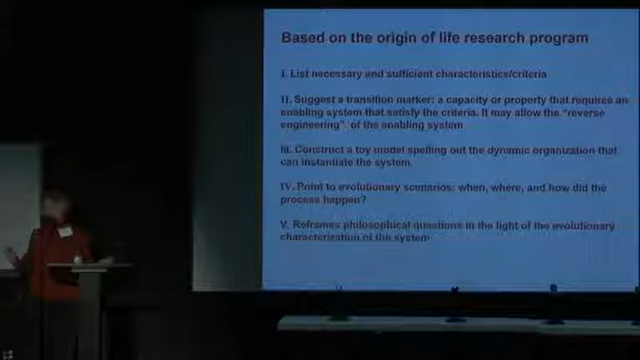 Based on the origin of life research program
I. List necessary and sufficient characteristics/criteria
II. Suggest a transition marker: a capacity or property that requires an
enabling system that satisfy the criteria. It may allow the "reverse
engineering". of the enabling system
III. Construct a toy model spelling out the dynamic organization that
can instantiate the system
IV. Point to evolutionary scenarios: when, where, and how did the
process happen?
V. Reframes philosophical questions in the light of the evolutionary
characterization of the system